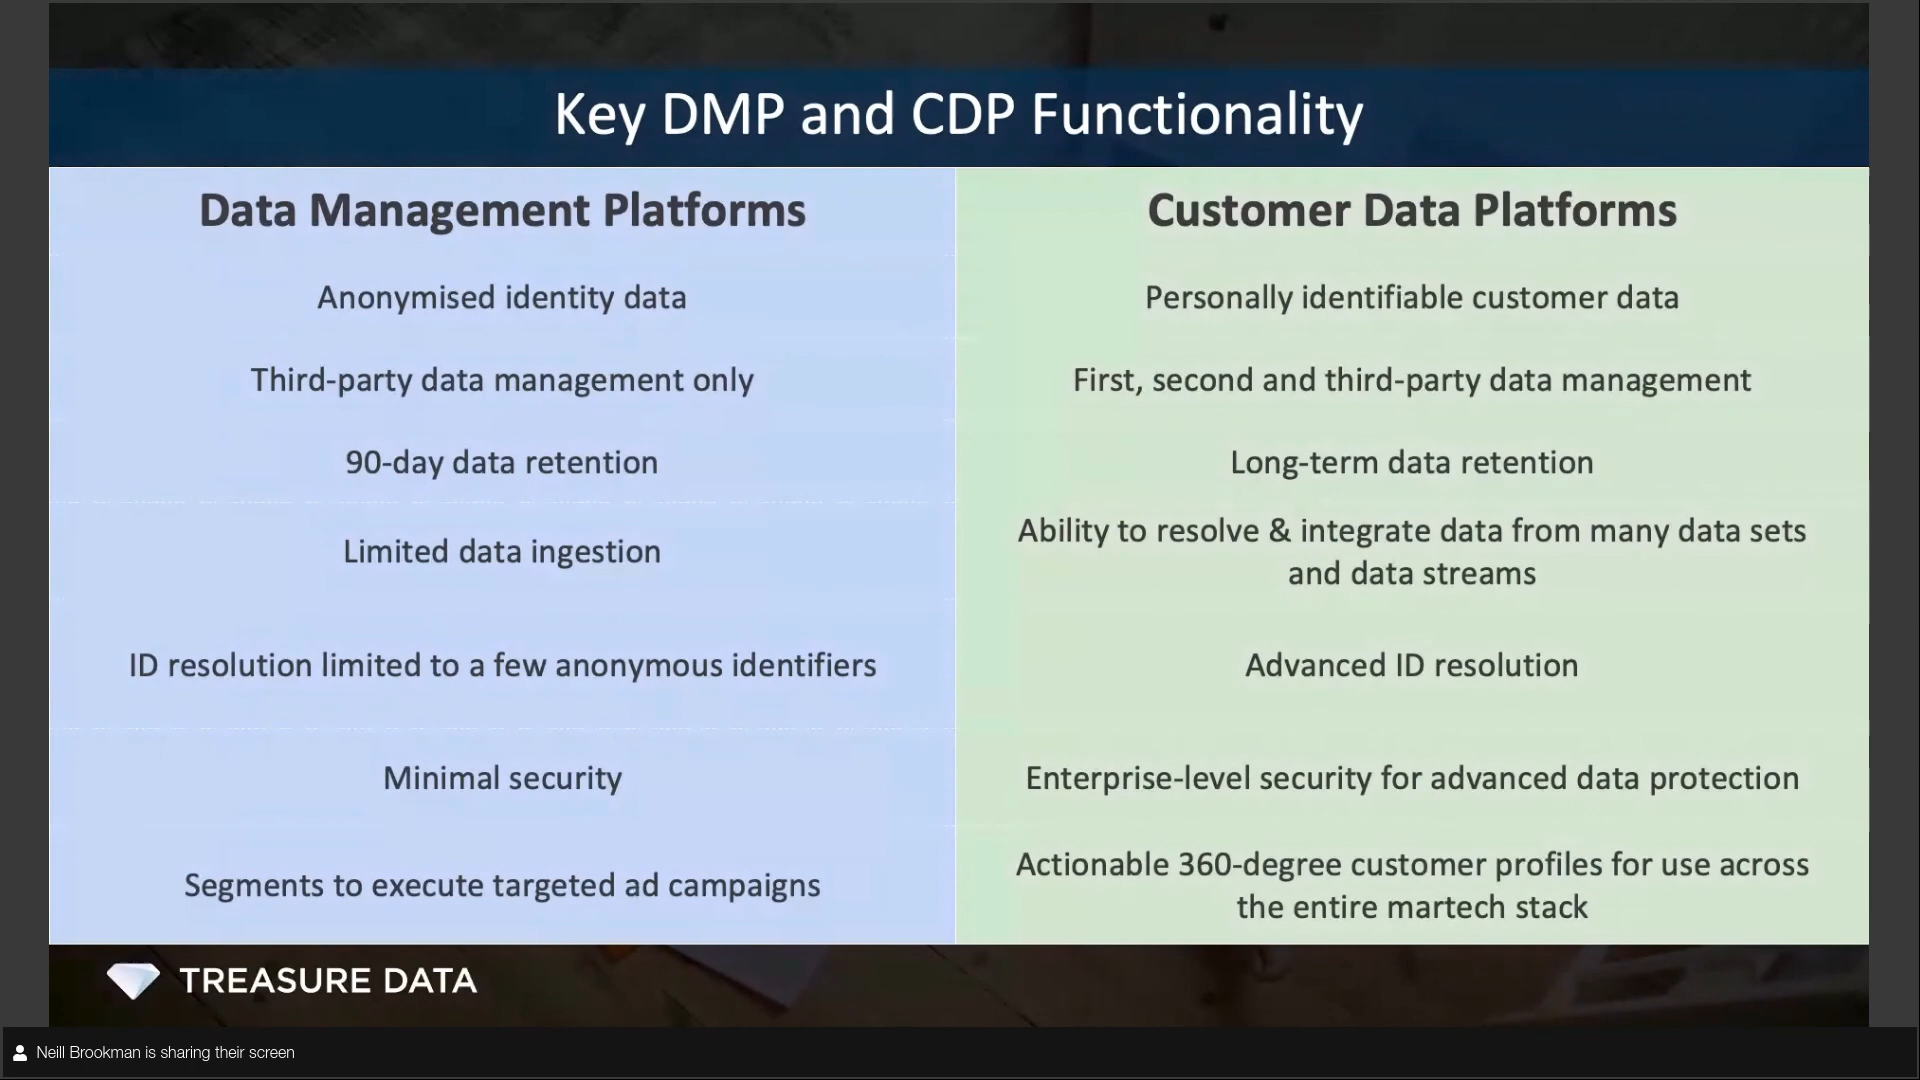 Key DMP and CDP Functionality
Data Management Platforms
Customer Data Platforms
Anonymised identity data
Personally identifiable customer data
Third-party data management only
First, second and third-party data management
90-day data retention
Long-term data retention
Limited data ingestion
Ability to resolve & integrate data from many data sets
and data streams
ID resolution limited to a few anonymous identifiers
Advanced ID resolution
Minimal security
Enterprise-level security for advanced data protection
Segments to execute targeted ad campaigns
Actionable 360-degree customer profiles for use across
the entire martech stack
TREASURE DATA
Neill Brookman is sharing their screen